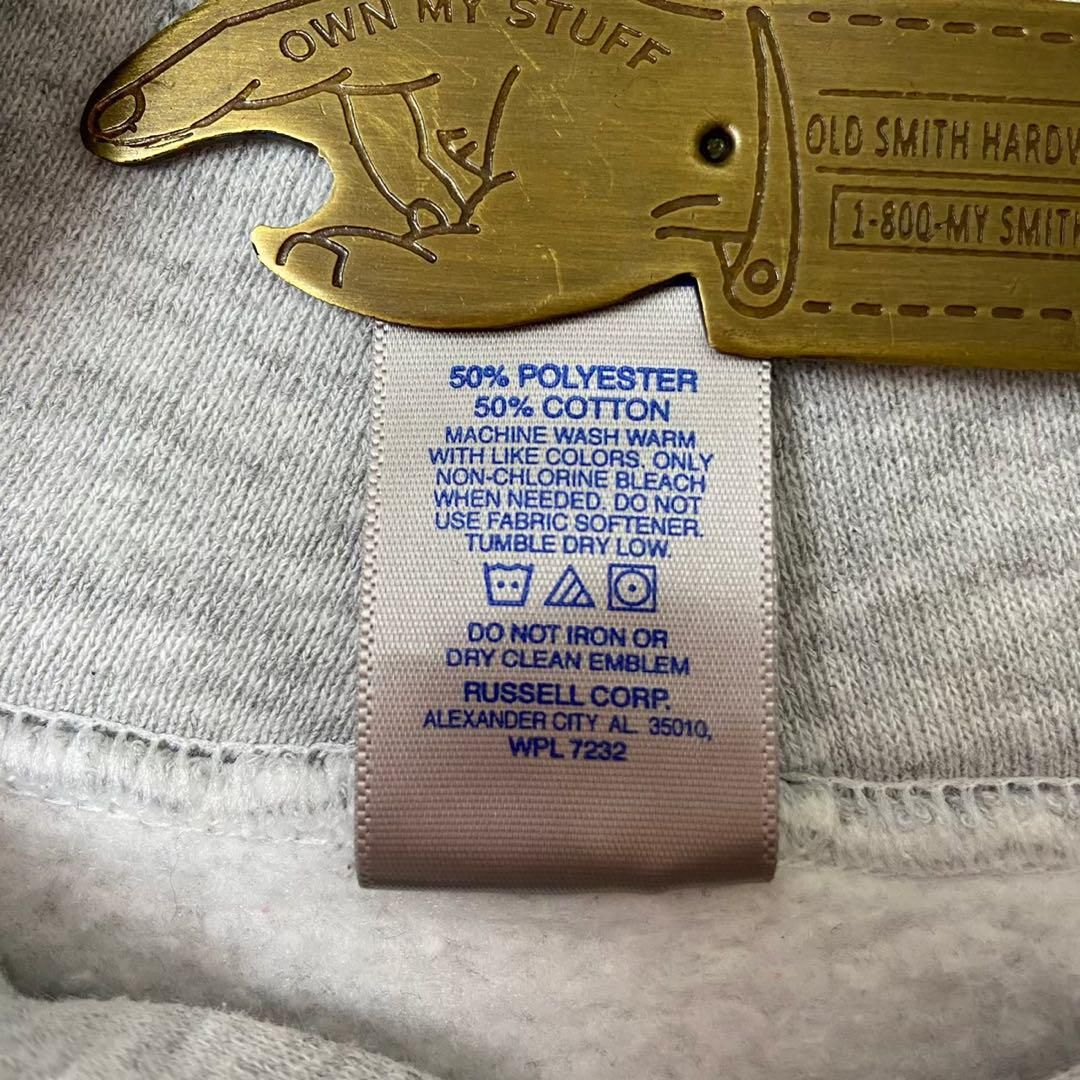 OWN MY STUFF
OLD SMITH
1-800-MY
50% POLYESTER
50% COTTON
MACHINE WASH WARM
WITH LIKE COLORS. ONLY
NON-CHLORINE BLEACH
WHEN NEEDED. DO NOT
USE FABRIC SOFTENER.
TUMBLE DRY LOW.
DO NOT IRON OR
DRY CLEAN EMBLEM
RUSSELL CORP.
ALEXANDER CITY AL 35010,
WPL 7232